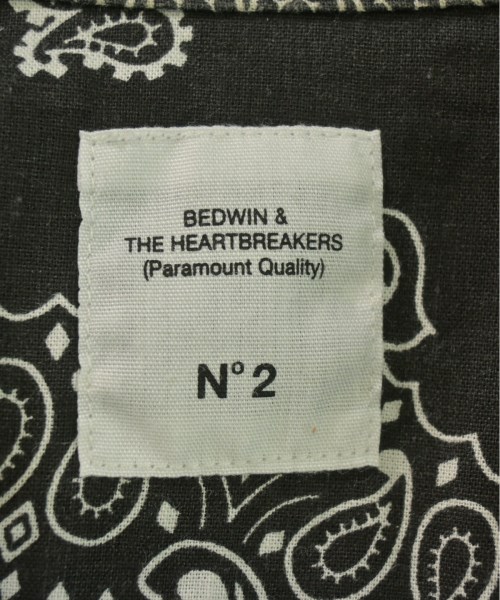 BEDWIN &
THE HEARTBREAKERS
(Paramount Quality)
N° 2